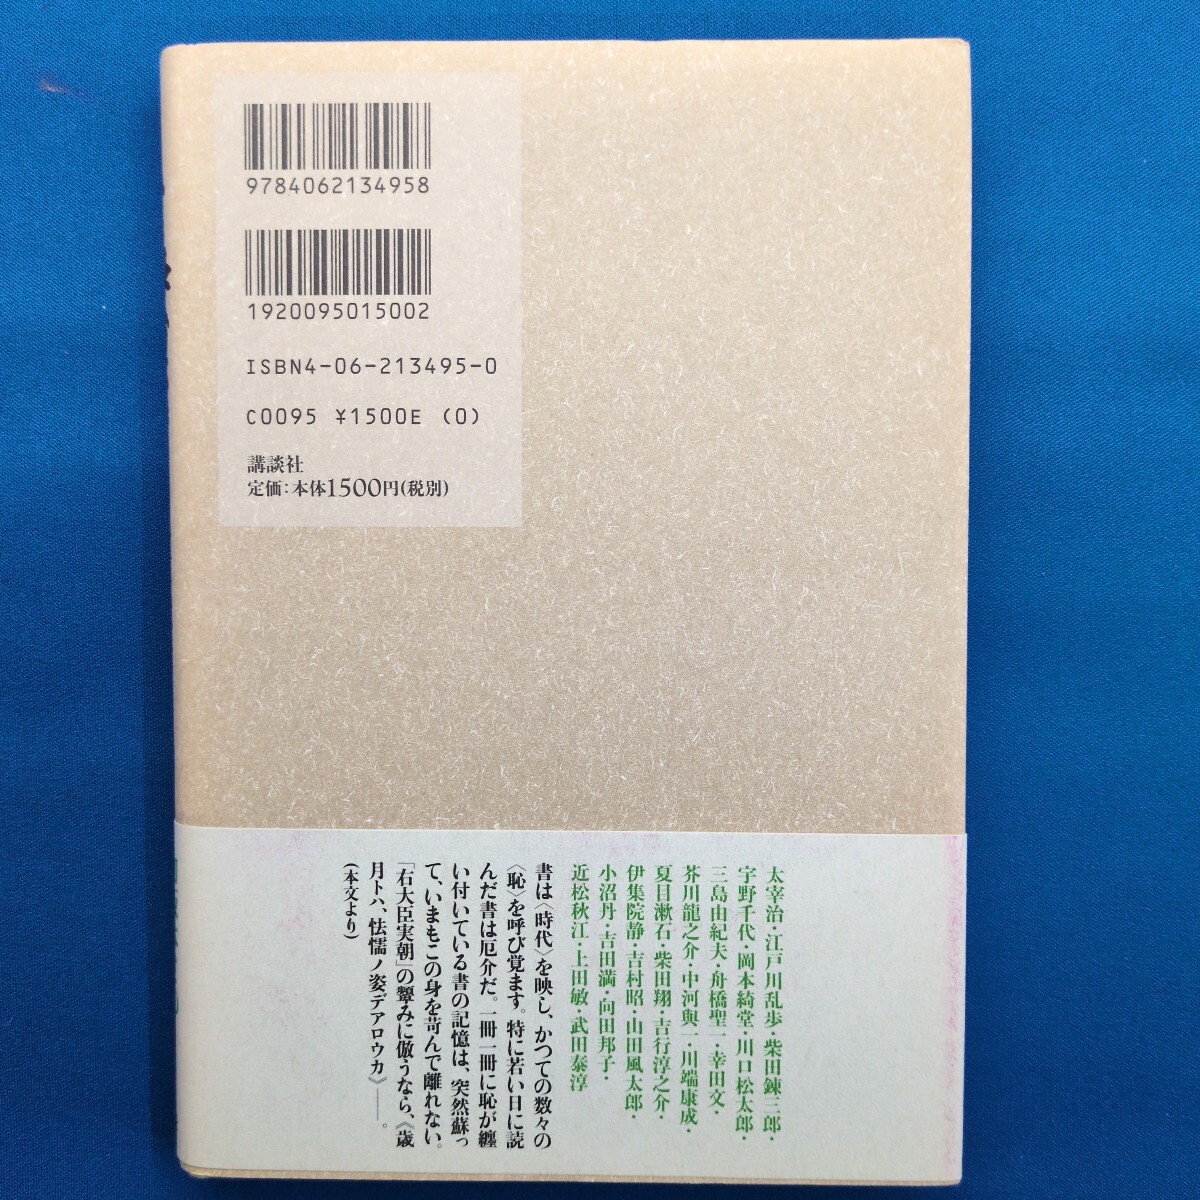 9784062134958
1920095015002
ISBN4-06-213495-0
C0095 ¥1500E (0)
講談社
定価:本体1500円(税別)
太宰治・江戸川乱歩・柴田錬三郎・
宇野千代・岡本綺堂・川口松太郎・
三島由紀夫・舟橋聖一・幸田文・
芥川龍之介・中河與一・川端康成・
夏目漱石・柴田翔・吉行淳之介・
伊集院静・吉村昭・山田風太郎・
小沼丹・吉田満・向田邦子・
近松秋江・上田敏・武田泰淳
書は〈時代〉を映し、かつての数々の
〈恥〉を呼び覚ます。特に若い日に読
んだ書は厄介だ。一冊一冊に恥が纏
い付いている書の記憶は、突然蘇っ
て、いまもこの身を苛んで離れない。
「右大臣実朝」の顰みに倣うなら、《歳
月トハ、怯懦ノ姿デアロウカ》――。
(本文より)